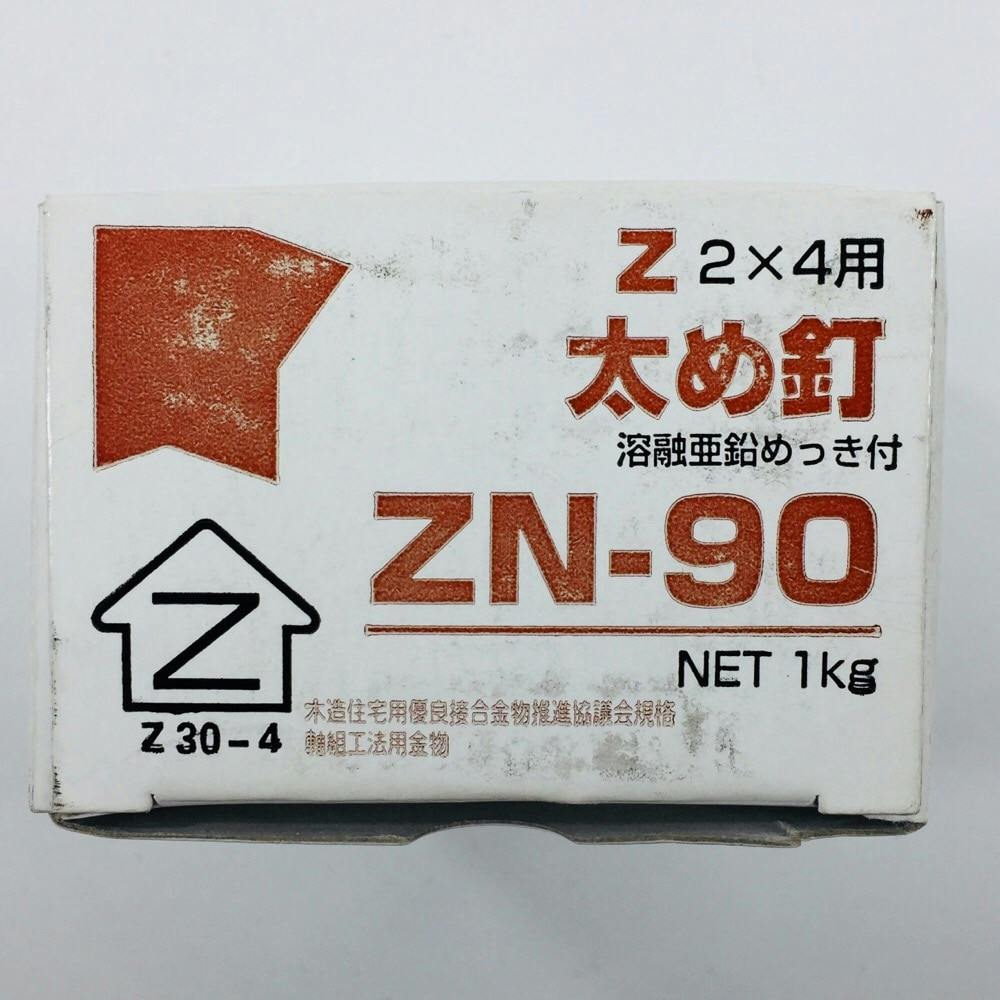 Z 2×4用
太め釘
溶融亜鉛めっき付
ZN-90
NET 1kg
Z
Z 30-4
木造住宅用優良接合金物推進協議会規格
軸組工法用金物